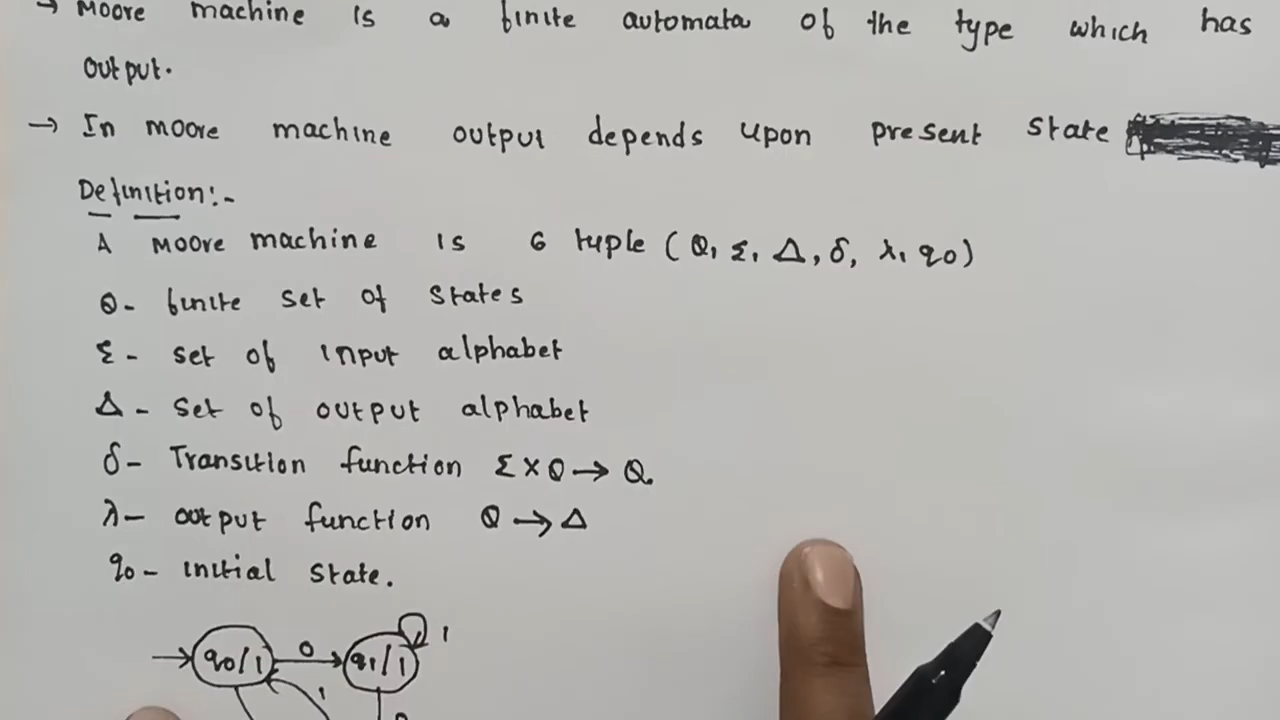 → Moore machine is a finite automata of the type which has
output.
→ In moore machine output depends upon present state
Definition:-
A Moore machine is 6 tuple (Q, Σ, Δ, δ, λ, q0)
Q- finite set of states
Σ- set of input alphabet
Δ- set of output alphabet
δ- Transition function Σ×Q→Q.
λ- output function Q→Δ
q0- initial state.
→ q0/1 0 q1/1 1
1